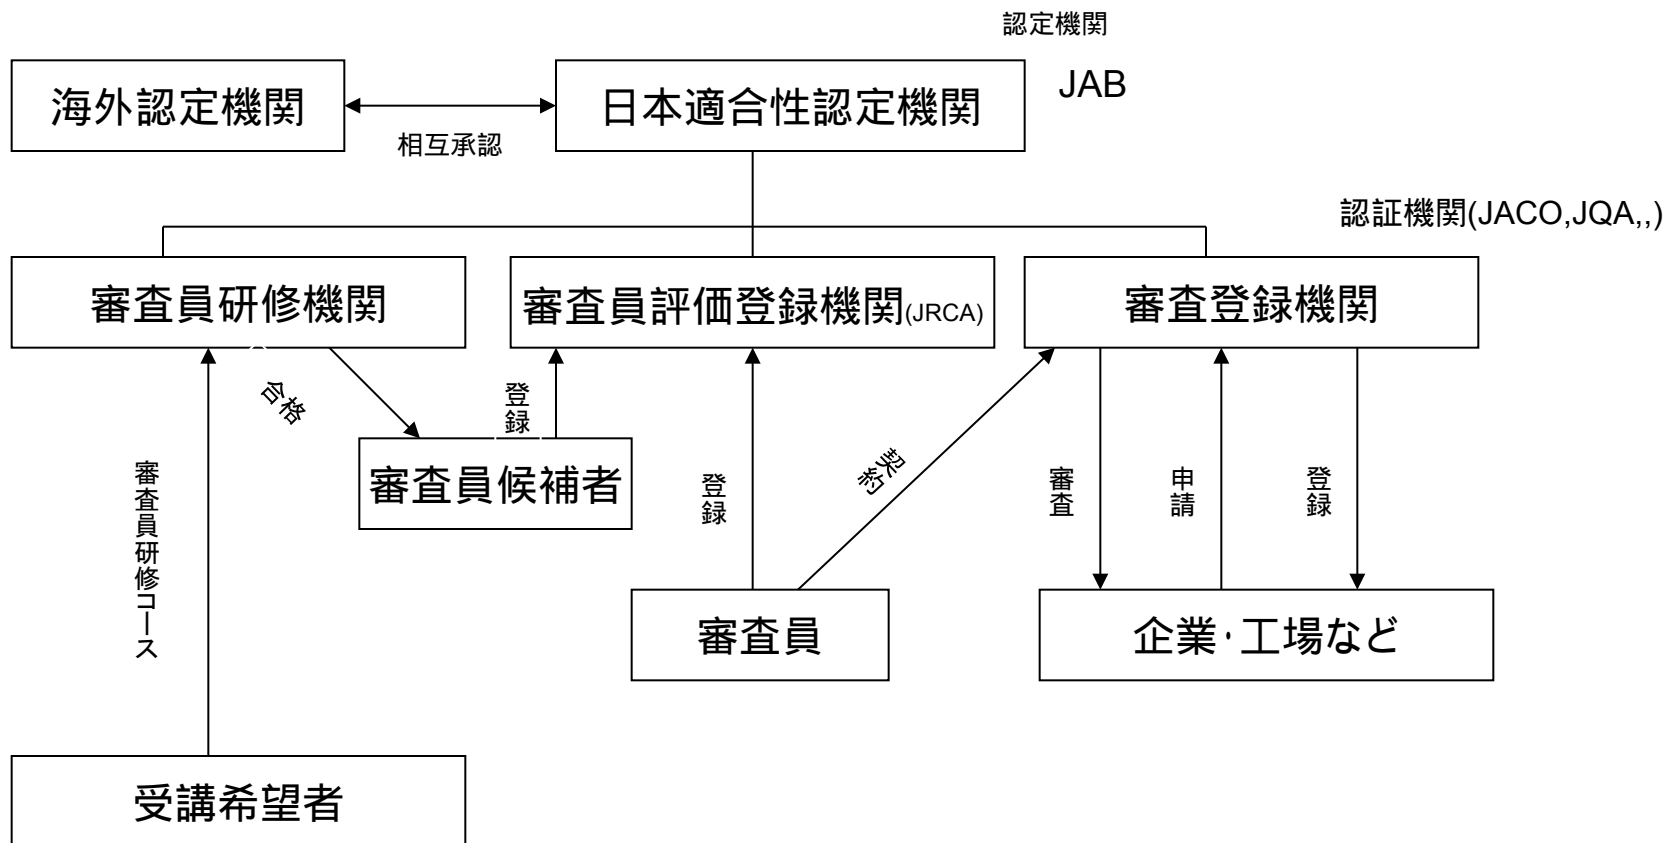 認定機関
海外認定機関
日本適合性認定機関
JAB
相互承認
認証機関(JACO,JQA,,)
審査員研修機関
審査員評価登録機関(JRCA)
審査登録機関
合格
登録
審査員候補者
審査員研修コース
登録
契約
審査
申請
登録
審査員
企業・工場など
受講希望者